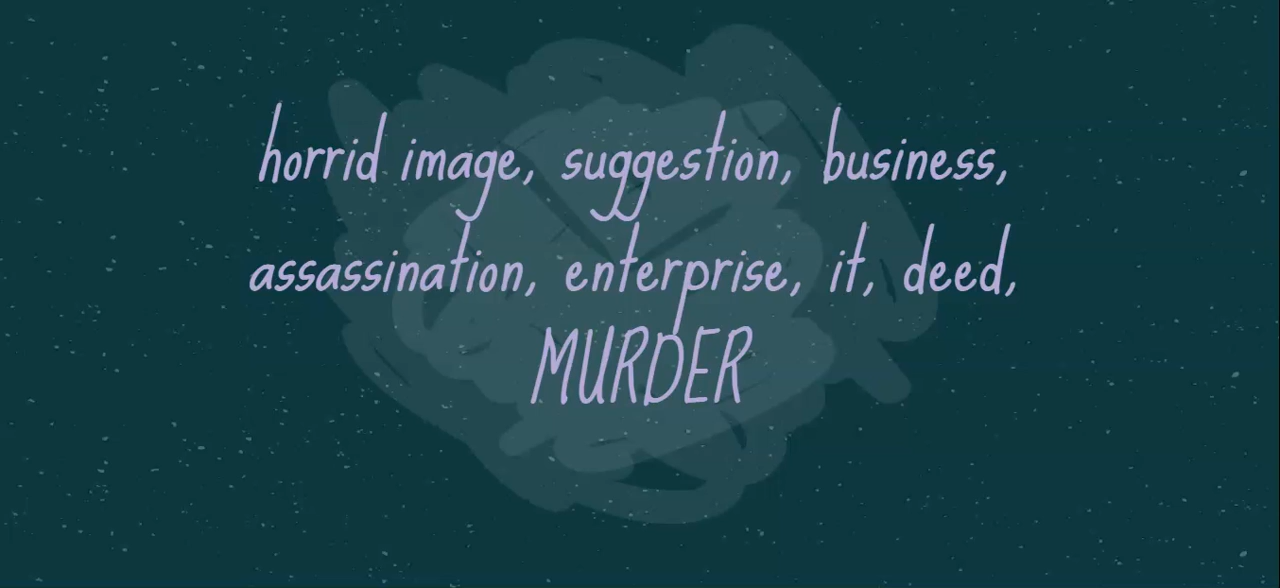 horrid image, suggestion, business,
assassination, enterprise, it, deed,
MURDER